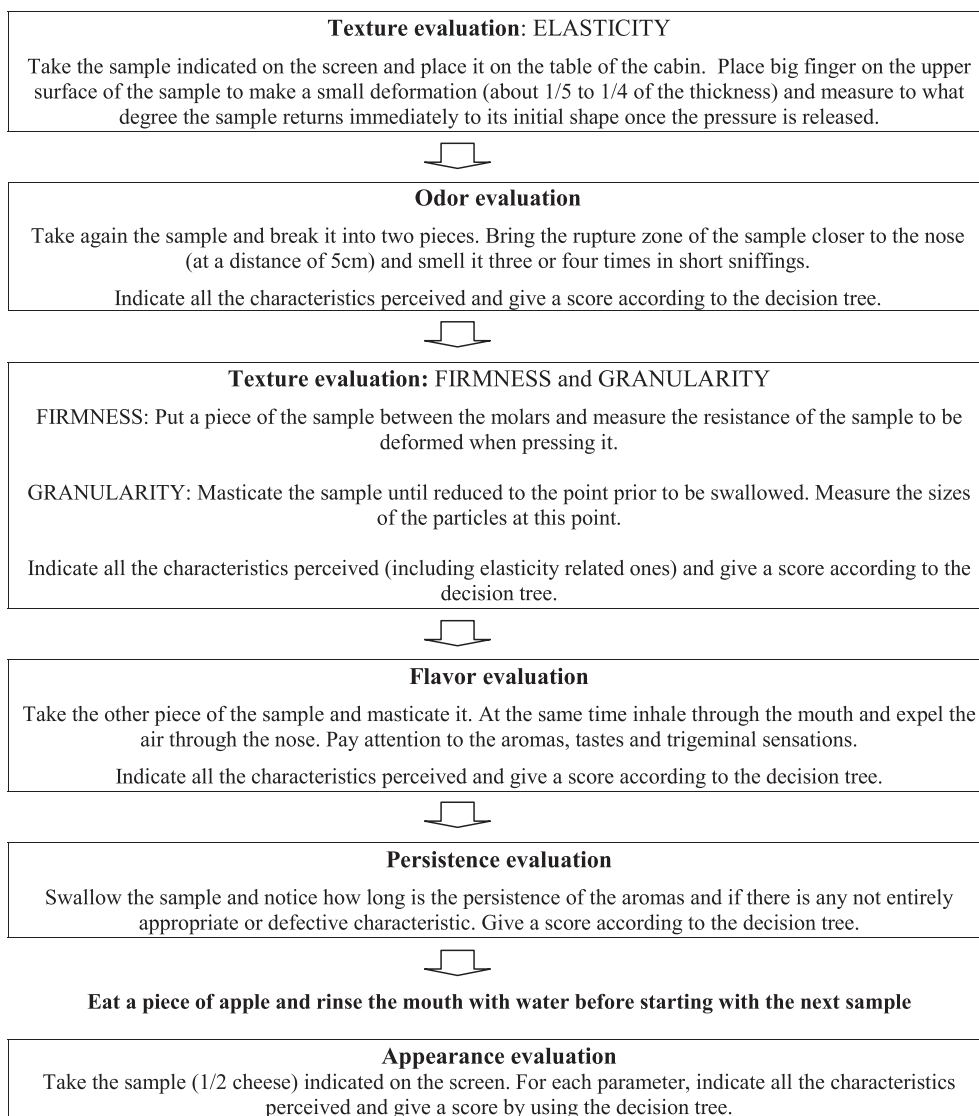 Texture evaluation: ELASTICITY
Take the sample indicated on the screen and place it on the table of the cabin. Place big finger on the upper
surface of the sample to make a small deformation (about 1/5 to 1/4 of the thickness) and measure to what
degree the sample returns immediately to its initial shape once the pressure is released.
Odor evaluation
Take again the sample and break it into two pieces. Bring the rupture zone of the sample closer to the nose
(at a distance of 5cm) and smell it three or four times in short sniffings.
Indicate all the characteristics perceived and give a score according to the decision tree.
Texture evaluation: FIRMNESS and GRANULARITY
FIRMNESS: Put a piece of the sample between the molars and measure the resistance of the sample to be
deformed when pressing it.
GRANULARITY: Masticate the sample until reduced to the point prior to be swallowed. Measure the sizes
of the particles at this point.
Indicate all the characteristics perceived (including elasticity related ones) and give a score according to the
decision tree.
Flavor evaluation
Take the other piece of the sample and masticate it. At the same time inhale through the mouth and expel the
air through the nose. Pay attention to the aromas, tastes and trigeminal sensations.
Indicate all the characteristics perceived and give a score according to the decision tree.
Persistence evaluation
Swallow the sample and notice how long is the persistence of the aromas and if there is any not entirely
appropriate or defective characteristic. Give a score according to the decision tree.
Eat a piece of apple and rinse the mouth with water before starting with the next sample
Appearance evaluation
Take the sample (1/2 cheese) indicated on the screen. For each parameter, indicate all the characteristics
perceived and give a score by using the decision tree.